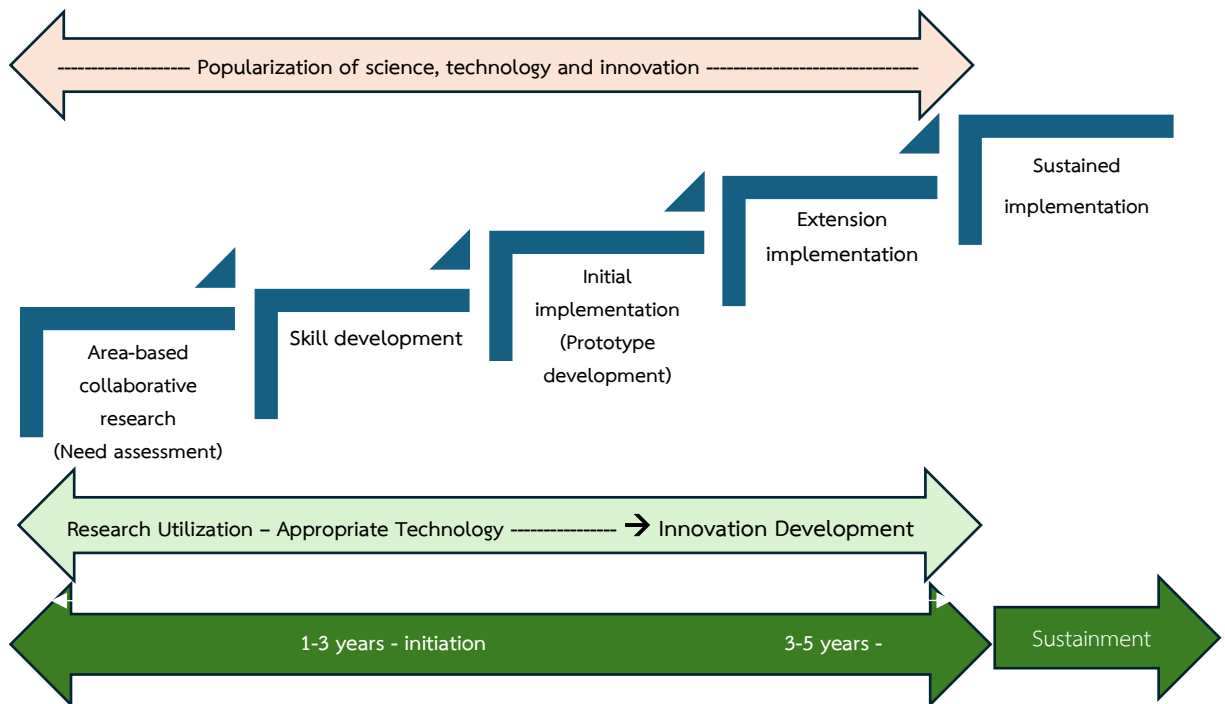 -------------------- Popularization of science, technology and innovation --------------------------------
Area-based
collaborative
research
(Need assessment)
Skill development
Initial
implementation
(Prototype
development)
Extension
implementation
Sustained
implementation
Research Utilization – Appropriate Technology ---------------- → Innovation Development
1-3 years - initiation
3-5 years -
Sustainment